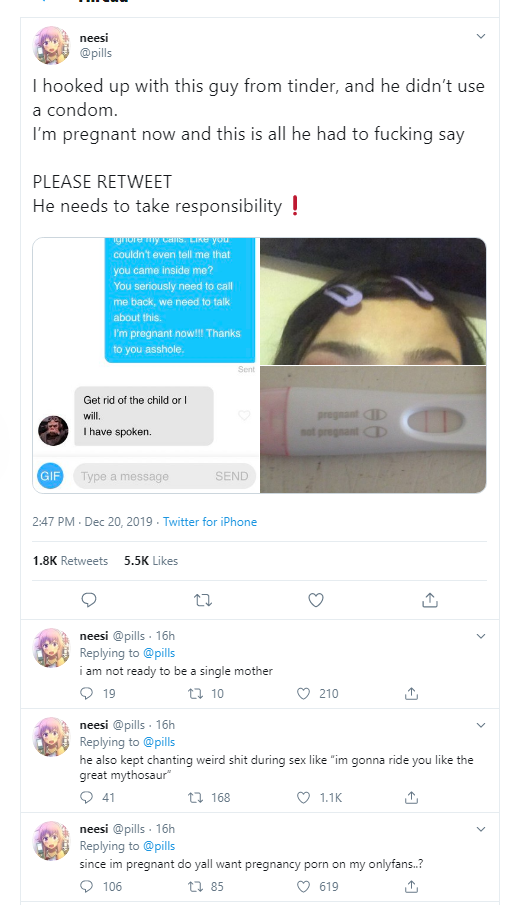 Thread
neesi
@pills
I hooked up with this guy from tinder, and he didn't use
a condom.
I'm pregnant now and this is all he had to fucking say
PLEASE RETWEET
He needs to take responsibility❗
ignore my calls. Like you
couldn't even tell me that
you came inside me?
You seriously need to call
me back, we need to talk
about this.
I'm pregnant now!!! Thanks
to you asshole.
Sent
Get rid of the child or I
will.
I have spoken.
GIF Type a message SEND
pregnant
not pregnant
2:47 PM · Dec 20, 2019 · Twitter for iPhone
1.8K Retweets 5.5K Likes
neesi @pills · 16h
Replying to @pills
i am not ready to be a single mother
19 10 210
neesi @pills · 16h
Replying to @pills
he also kept chanting weird shit during sex like "im gonna ride you like the
great mythosaur"
41 168 1.1K
neesi @pills · 16h
Replying to @pills
since im pregnant do yall want pregnancy porn on my onlyfans..?
106 85 619